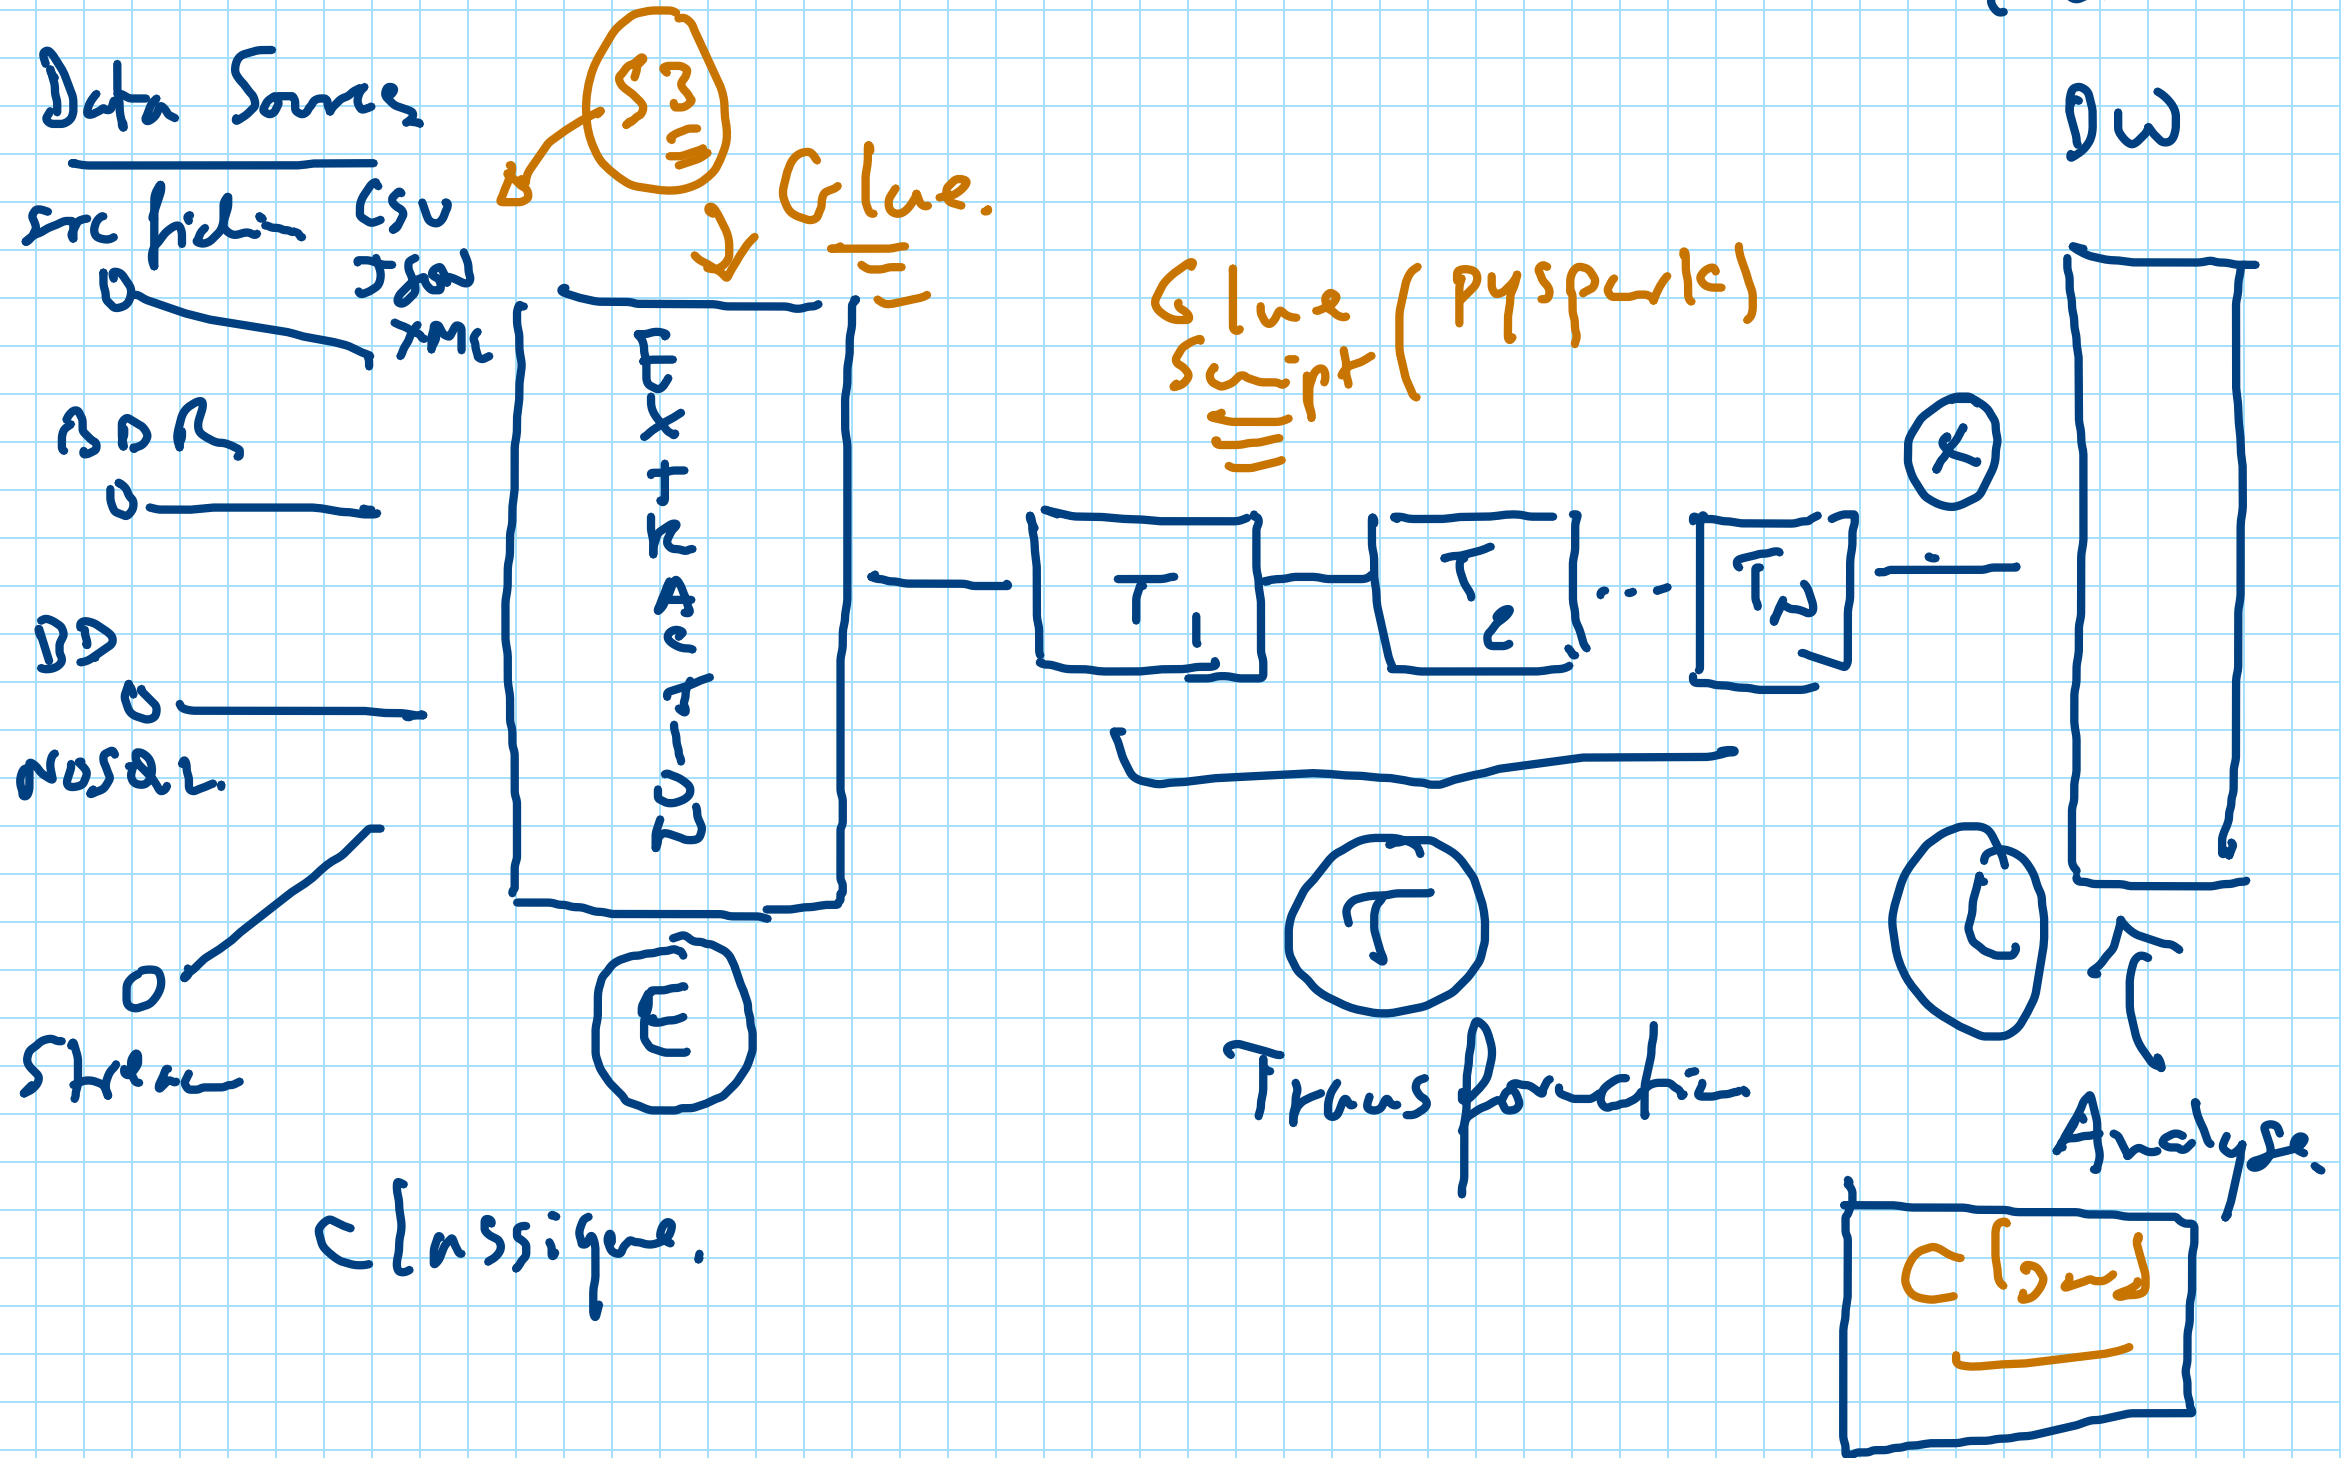 Data Source
S3
DW
src fichier
CSV
JSON
XML
Glue.
Glue (pyspark)
Script
EXTRACTION
BDR
BD
NOSQL.
Stream
T1
T2
TN
E
T
L
Transformation
Analyse.
Classique.
Cloud